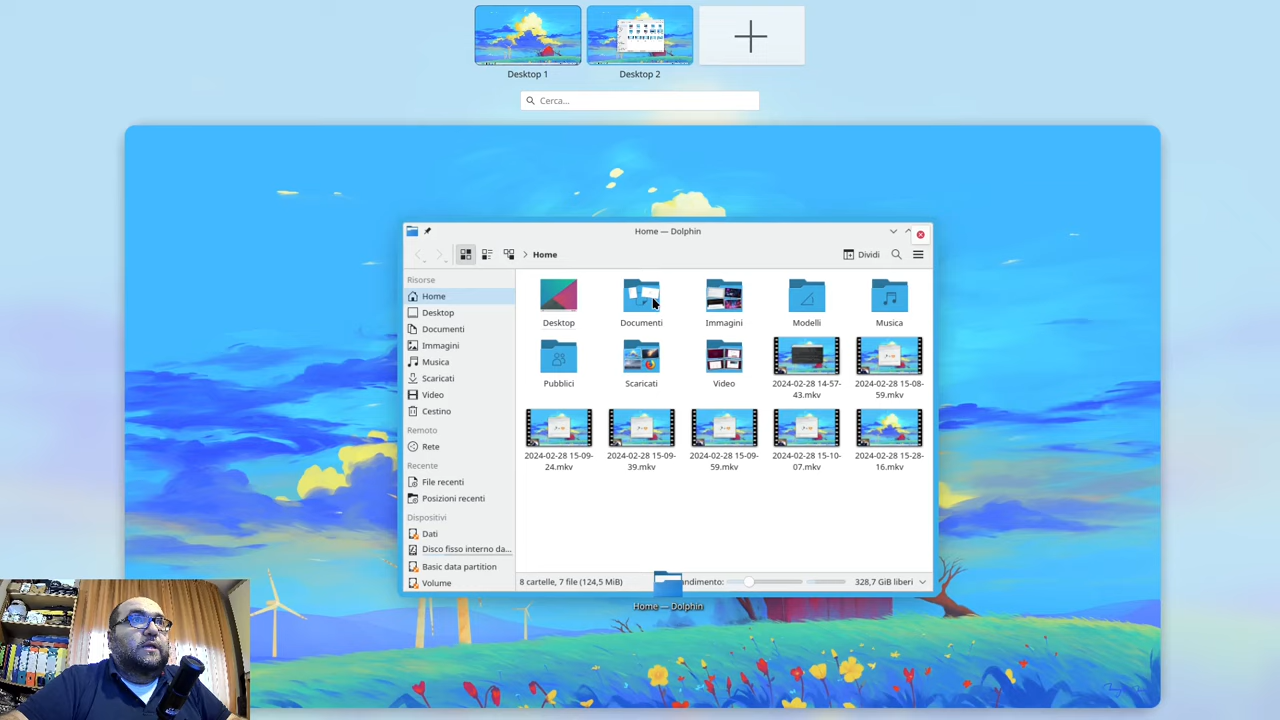 Desktop 1
Desktop 2
Cerca...
Home — Dolphin
Home
Dividi
Risorse
Home
Desktop
Documenti
Immagini
Musica
Scaricati
Video
Cestino
Remoto
Rete
Recente
File recenti
Posizioni recenti
Dispositivi
Dati
Disco fisso interno da...
Basic data partition
Volume
Desktop
Documenti
Immagini
Modelli
Musica
Pubblici
Scaricati
Video
2024-02-28 14-57-
43.mkv
2024-02-28 15-08-
59.mkv
2024-02-28 15-09-
24.mkv
2024-02-28 15-09-
39.mkv
2024-02-28 15-09-
59.mkv
2024-02-28 15-10-
07.mkv
2024-02-28 15-28-
16.mkv
8 cartelle, 7 file (124,5 MiB)
ndimento:
328,7 GiB liberi
Home — Dolphin